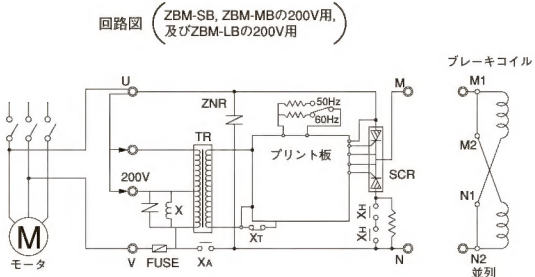 回路図
ZBM-SB, ZBM-MBの200V用,
及びZBM-LBの200V用
ブレーキコイル
U
ZNR
50Hz
60Hz
M
M1
TR
プリント板
M2
200V
SCR
X
XH
XH
N1
M
モータ
V
FUSE
XA
XT
N
N2
並列